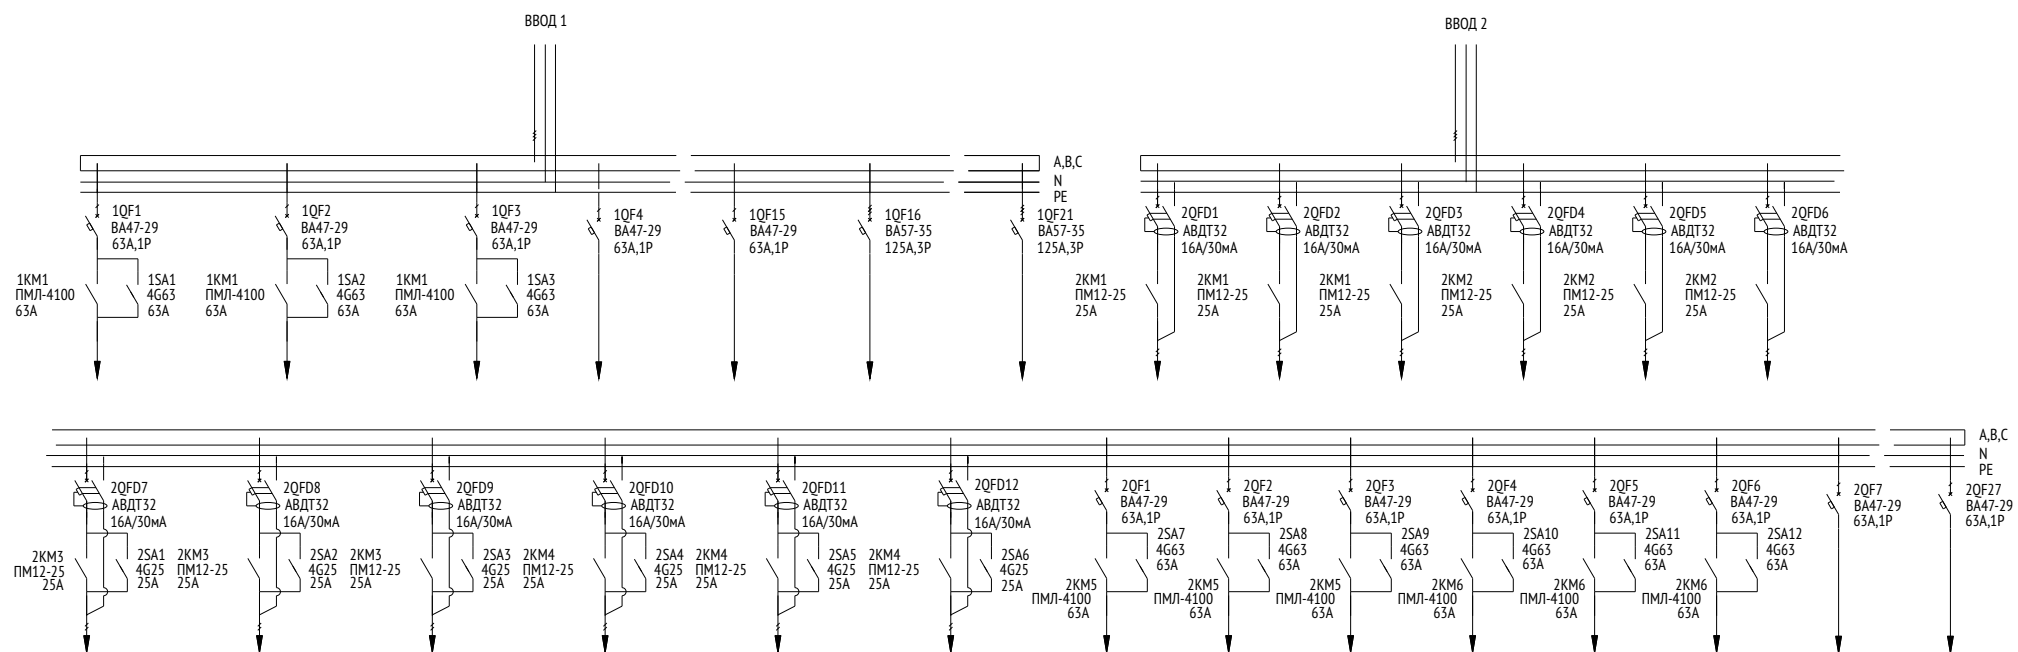 ВВОД 1
ВВОД 2
A,B,C
N
PE
1QF1
ВА47-29
63А,1Р
1QF2
ВА47-29
63А,1Р
1QF3
ВА47-29
63А,1Р
1QF4
ВА47-29
63А,1Р
1QF15
ВА47-29
63А,1Р
1QF16
ВА57-35
125А,3Р
1QF21
ВА57-35
125А,3Р
2QFD1
АВДТ32
16А/30мА
2QFD2
АВДТ32
16А/30мА
2QFD3
АВДТ32
16А/30мА
2QFD4
АВДТ32
16А/30мА
2QFD5
АВДТ32
16А/30мА
2QFD6
АВДТ32
16А/30мА
1КМ1
ПМЛ-4100
63А
1SA1
4G63
63А
1КМ1
ПМЛ-4100
63А
1SA2
4G63
63А
1КМ1
ПМЛ-4100
63А
1SA3
4G63
63А
2КМ1
ПМ12-25
25А
2КМ1
ПМ12-25
25А
2КМ1
ПМ12-25
25А
2КМ2
ПМ12-25
25А
2КМ2
ПМ12-25
25А
2КМ2
ПМ12-25
25А
A,B,C
N
PE
2QFD7
АВДТ32
16А/30мА
2QFD8
АВДТ32
16А/30мА
2QFD9
АВДТ32
16А/30мА
2QFD10
АВДТ32
16А/30мА
2QFD11
АВДТ32
16А/30мА
2QFD12
АВДТ32
16А/30мА
2QF1
ВА47-29
63А,1Р
2QF2
ВА47-29
63А,1Р
2QF3
ВА47-29
63А,1Р
2QF4
ВА47-29
63А,1Р
2QF5
ВА47-29
63А,1Р
2QF6
ВА47-29
63А,1Р
2QF7
ВА47-29
63А,1Р
2QF27
ВА47-29
63А,1Р
2КМ3
ПМ12-25
25А
2SA1
4G25
25А
2КМ3
ПМ12-25
25А
2SA2
4G25
25А
2КМ3
ПМ12-25
25А
2SA3
4G25
25А
2КМ4
ПМ12-25
25А
2SA4
4G25
25А
2КМ4
ПМ12-25
25А
2SA5
4G25
25А
2КМ4
ПМ12-25
25А
2SA6
4G25
25А
2SA7
4G63
63А
2SA8
4G63
63А
2SA9
4G63
63А
2SA10
4G63
63А
2SA11
4G63
63А
2SA12
4G63
63А
2КМ5
ПМЛ-4100
63А
2КМ5
ПМЛ-4100
63А
2КМ5
ПМЛ-4100
63А
2КМ6
ПМЛ-4100
63А
2КМ6
ПМЛ-4100
63А
2КМ6
ПМЛ-4100
63А